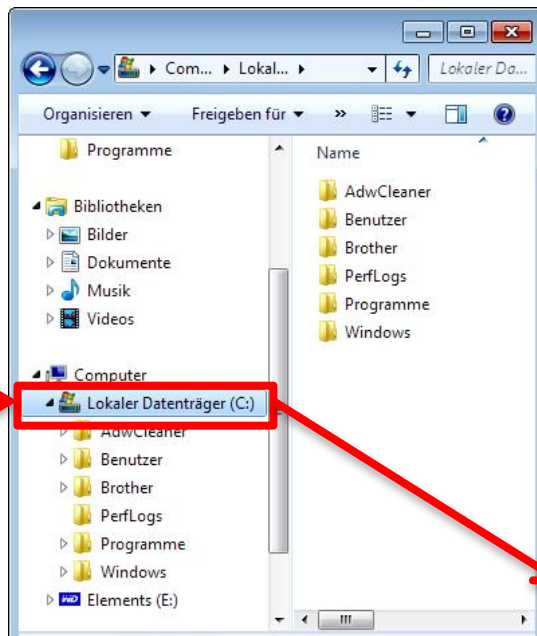 Com... Lokal... Lokaler Da...
Organisieren Freigeben für »
Programme
Bibliotheken
Bilder
Dokumente
Musik
Videos
Computer
Lokaler Datenträger (C:)
AdwCleaner
Benutzer
Brother
PerfLogs
Programme
Windows
WD Elements (E:)
Name
AdwCleaner
Benutzer
Brother
PerfLogs
Programme
Windows